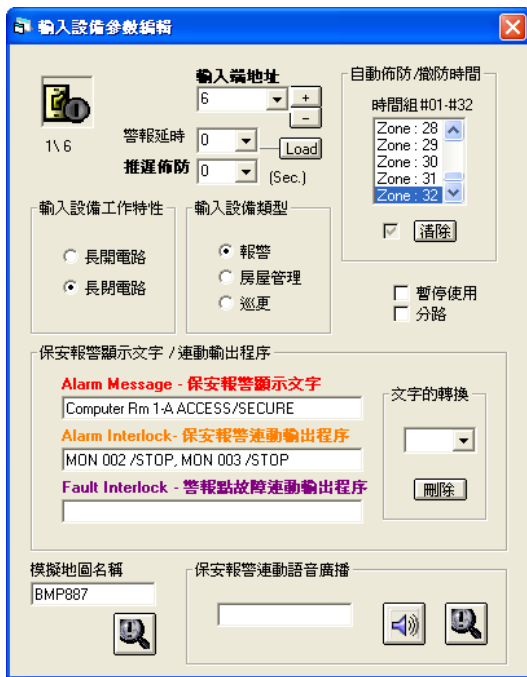 輸入設備參數編輯
輸入端地址
6
+
-
1\ 6
警報延時
0
Load
推遲佈防
0
(Sec.)
自動佈防/撤防時間
時間組#01-#32
Zone : 28
Zone : 29
Zone : 30
Zone : 31
Zone : 32
清除
輸入設備工作特性
長開電路
長閉電路
輸入設備類型
報警
房屋管理
巡更
暫停使用
分路
保安報警顯示文字 / 連動輸出程序
Alarm Message - 保安報警顯示文字
Computer Rm 1-A ACCESS/SECURE
Alarm Interlock- 保安報警連動輸出程序
MON 002 /STOP, MON 003 /STOP
Fault Interlock - 警報點故障連動輸出程序
文字的轉換
刪除
模擬地圖名稱
BMP887
保安報警連動語音廣播